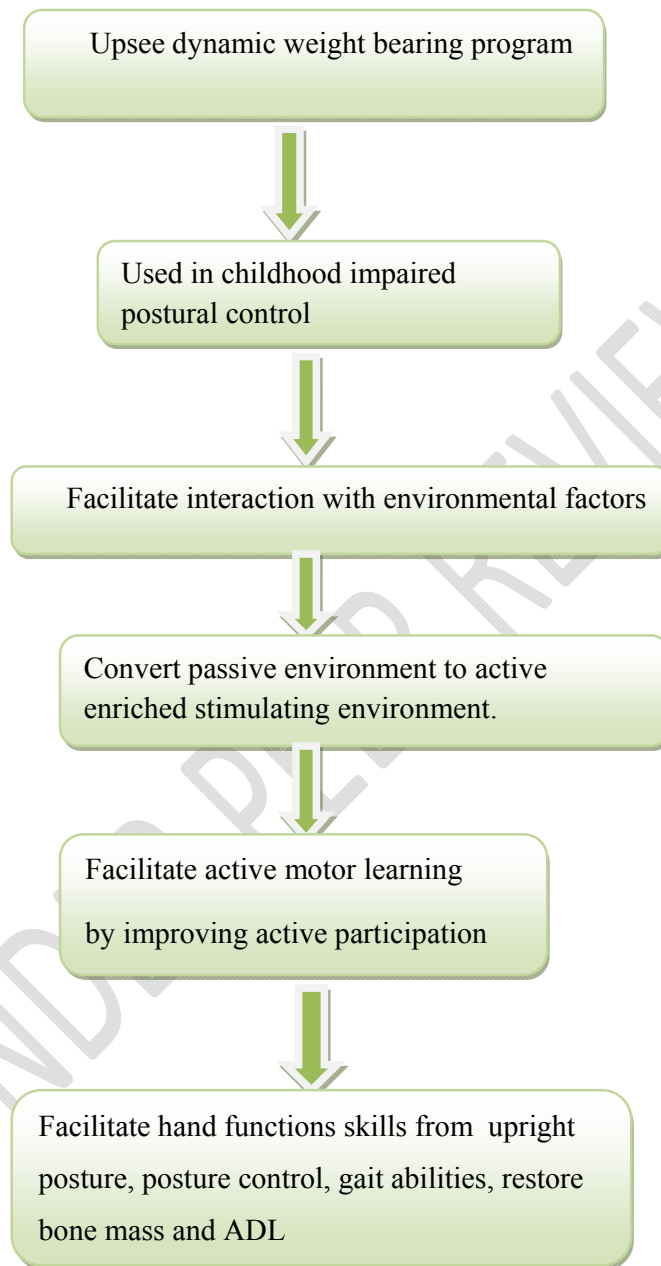 Upsee dynamic weight bearing program
Used in childhood impaired
postural control
Facilitate interaction with environmental factors
Convert passive environment to active
enriched stimulating environment.
Facilitate active motor learning
by improving active participation
Facilitate hand functions skills from upright
posture, posture control, gait abilities, restore
bone mass and ADL
PEER